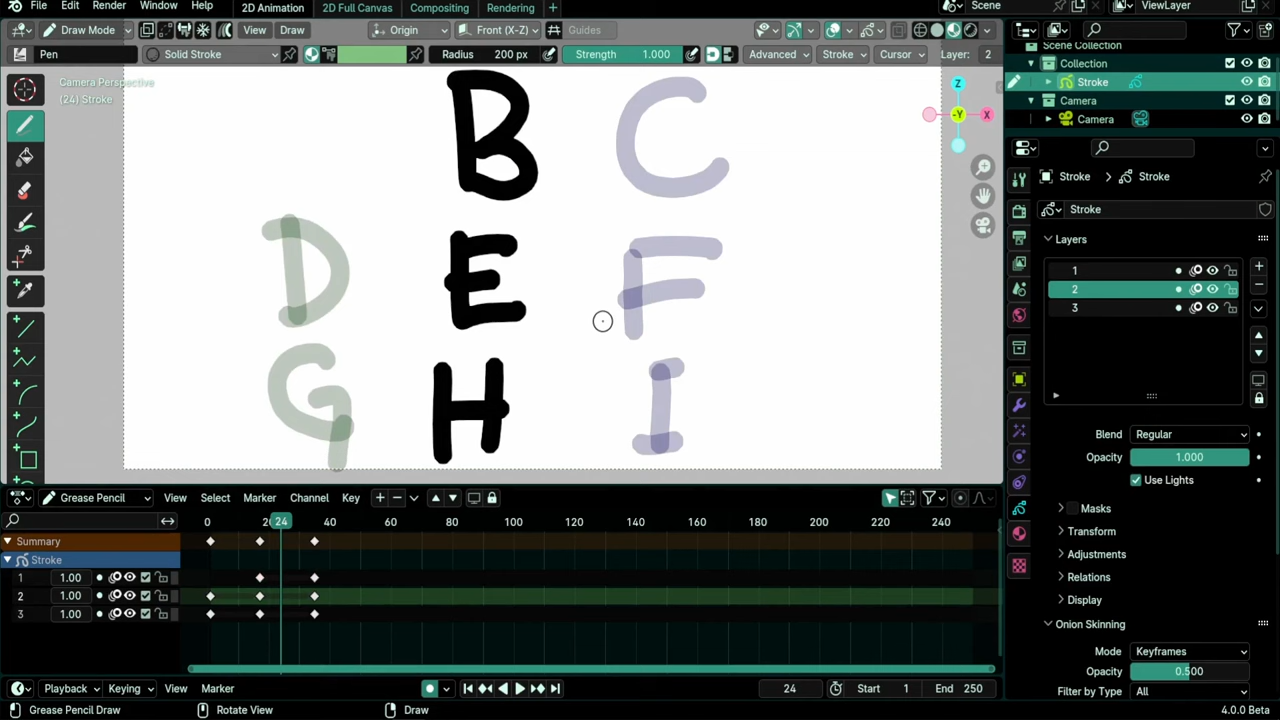 File Edit Render Window Help 2D Animation 2D Full Canvas Compositing Rendering + Scene ViewLayer
Draw Mode View Draw Origin Front (X-Z) Guides
Pen Solid Stroke Radius 200 px Strength 1.000 Advanced Stroke Cursor Layer: 2
Camera Perspective
(24) Stroke
Z
-Y X
B C
D E F
G H I
Scene Collection
Collection
Stroke
Camera
Camera
Stroke > Stroke
Stroke
Layers
1
2
3
Blend Regular
Opacity 1.000
Use Lights
Masks
Transform
Adjustments
Relations
Display
Onion Skinning
Mode Keyframes
Opacity 0.500
Filter by Type All
Grease Pencil View Select Marker Channel Key
0 20 24 40 60 80 100 120 140 160 180 200 220 240
Summary
Stroke
1 1.00
2 1.00
3 1.00
Playback Keying View Marker 24 Start 1 End 250
Grease Pencil Draw Rotate View Draw 4.0.0 Beta